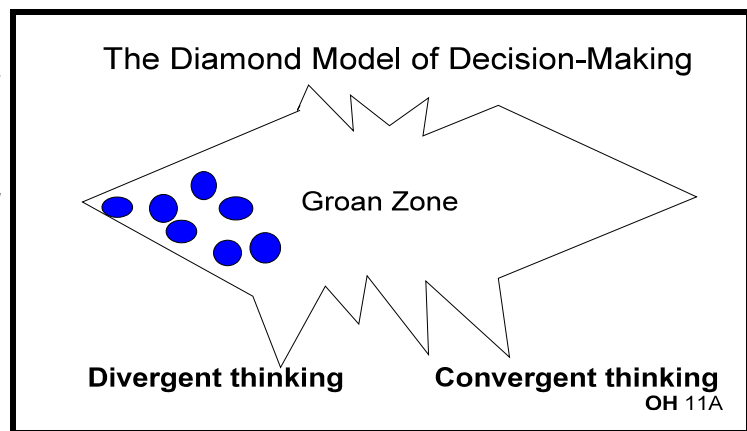 The Diamond Model of Decision-Making
Groan Zone
Divergent thinking
Convergent thinking
OH 11A